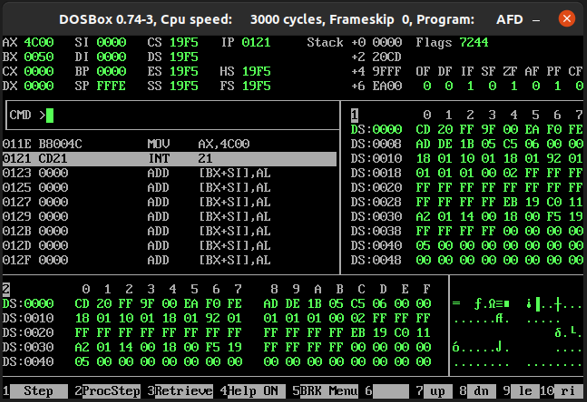 DOSBox 0.74-3, Cpu speed: 3000 cycles, Frameskip 0, Program: AFD
AX 4C00 SI 0000 CS 19F5 IP 0121 Stack +0 0000 Flags 7244
BX 0050 DI 0000 DS 19F5 +2 20CD
CX 0000 BP 0000 ES 19F5 HS 19F5 +4 9FFF OF DF IF SF ZF AF PF CF
DX 0000 SP FFFE SS 19F5 FS 19F5 +6 EA00 0 0 1 0 1 0 1 0
CMD >
1 0 1 2 3 4 5 6 7
DS:0000 CD 20 FF 9F 00 EA F0 FE
DS:0008 AD DE 1B 05 C5 06 00 00
DS:0010 18 01 10 01 18 01 92 01
DS:0018 01 01 01 00 02 FF FF FF
DS:0020 FF FF FF FF FF FF FF FF
DS:0028 FF FF FF FF EB 19 C0 11
DS:0030 A2 01 14 00 18 00 F5 19
DS:0038 FF FF FF FF 00 00 00 00
DS:0040 05 00 00 00 00 00 00 00
DS:0048 00 00 00 00 00 00 00 00
011E B8004C MOV AX,4C00
0121 CD21 INT 21
0123 0000 ADD [BX+SI],AL
0125 0000 ADD [BX+SI],AL
0127 0000 ADD [BX+SI],AL
0129 0000 ADD [BX+SI],AL
012B 0000 ADD [BX+SI],AL
012D 0000 ADD [BX+SI],AL
012F 0000 ADD [BX+SI],AL
2 0 1 2 3 4 5 6 7 8 9 A B C D E F
DS:0000 CD 20 FF 9F 00 EA F0 FE AD DE 1B 05 C5 06 00 00
DS:0010 18 01 10 01 18 01 92 01 01 01 01 00 02 FF FF FF
DS:0020 FF FF FF FF FF FF FF FF FF FF FF FF EB 19 C0 11
DS:0030 A2 01 14 00 18 00 F5 19 FF FF FF FF 00 00 00 00
DS:0040 05 00 00 00 00 00 00 00 00 00 00 00 00 00 00 00
1 Step 2 ProcStep 3 Retrieve 4 Help ON 5 BRK Menu 6 7 up 8 dn 9 le 10 ri